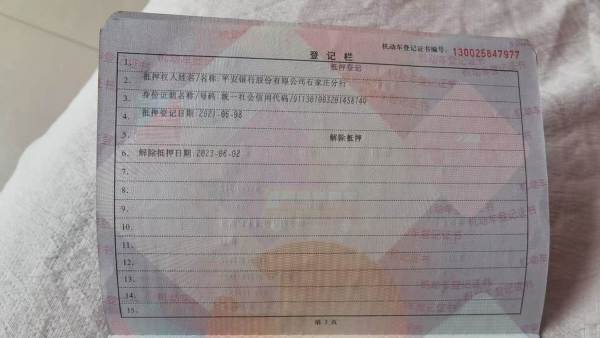 机动车登记证书编号:130025847977
登记栏
1. 抵押登记
2. 抵押权人姓名/名称:平安银行股份有限公司石家庄分行
3. 身份证明名称/号码:统一社会信用代码/
4. 抵押登记日期:2021-06-08
5. 解除抵押
6. 解除抵押日期:2023-06-02
7.
8.
9.
10.
11.
12.
13.
14.
15.
第 3 页